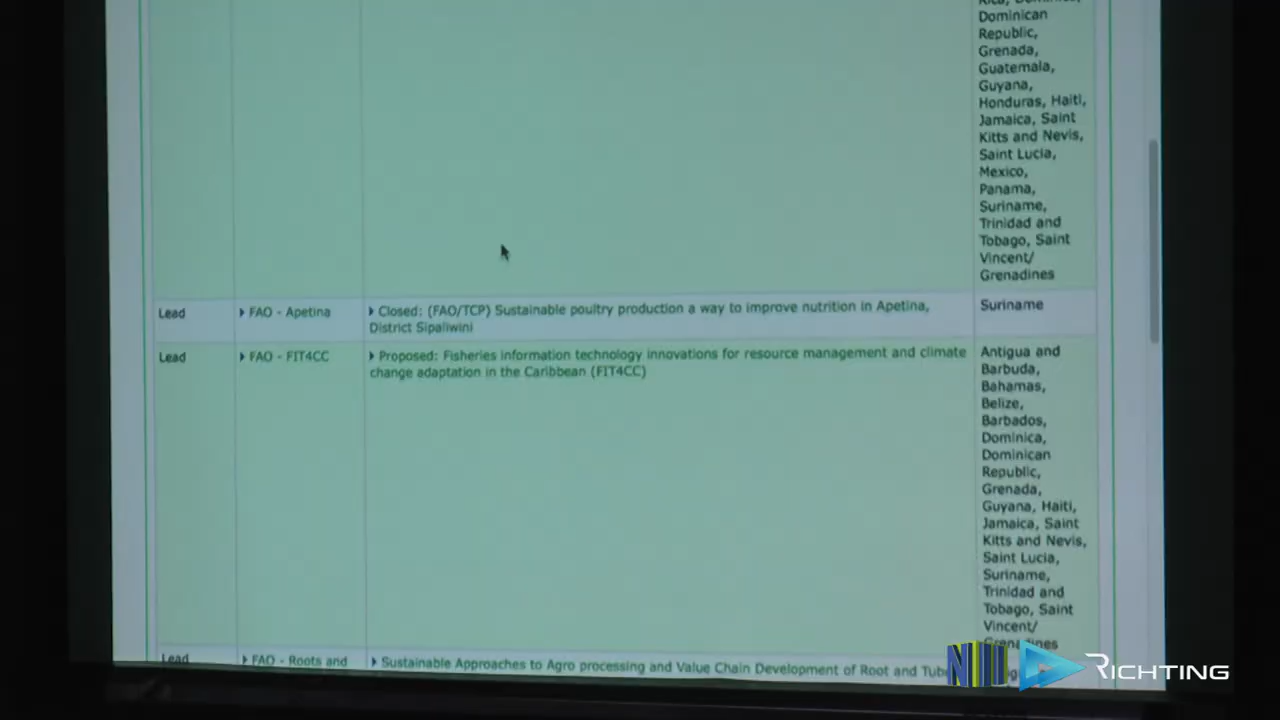 Dominican
Republic,
Grenada,
Guatemala,
Guyana,
Honduras, Haiti,
Jamaica, Saint
Kitts and Nevis,
Saint Lucia,
Mexico,
Panama,
Suriname,
Trinidad and
Tobago, Saint
Vincent/
Grenadines
Lead
FAO - Apetina
Closed: (FAO/TCP) Sustainable poultry production a way to improve nutrition in Apetina,
District Sipaliwini
Suriname
Lead
FAO - FIT4CC
Proposed: Fisheries information technology innovations for resource management and climate
change adaptation in the Caribbean (FIT4CC)
Antigua and
Barbuda,
Bahamas,
Belize,
Barbados,
Dominica,
Dominican
Republic,
Grenada,
Guyana, Haiti,
Jamaica, Saint
Kitts and Nevis,
Saint Lucia,
Suriname,
Trinidad and
Tobago, Saint
Vincent/
Grenadines
Lead
FAO - Roots and
Sustainable Approaches to Agro processing and Value Chain Development of Root and
RICHTING